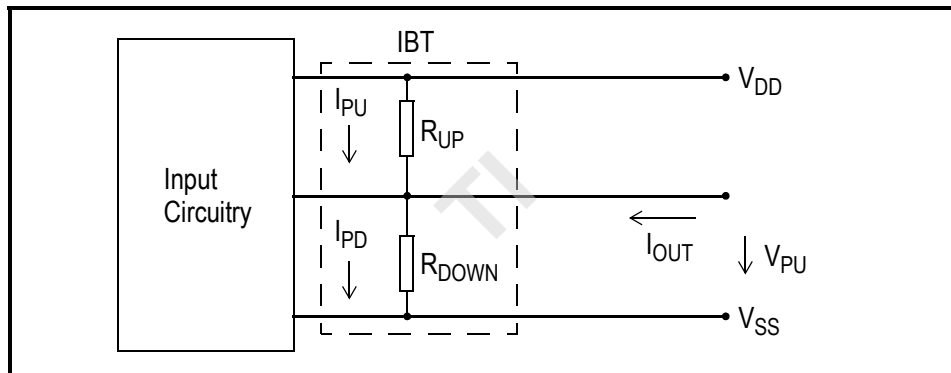 IBT
V_DD
I_PU
R_UP
Input
Circuitry
TI
I_PD
R_DOWN
I_OUT
V_PU
V_SS